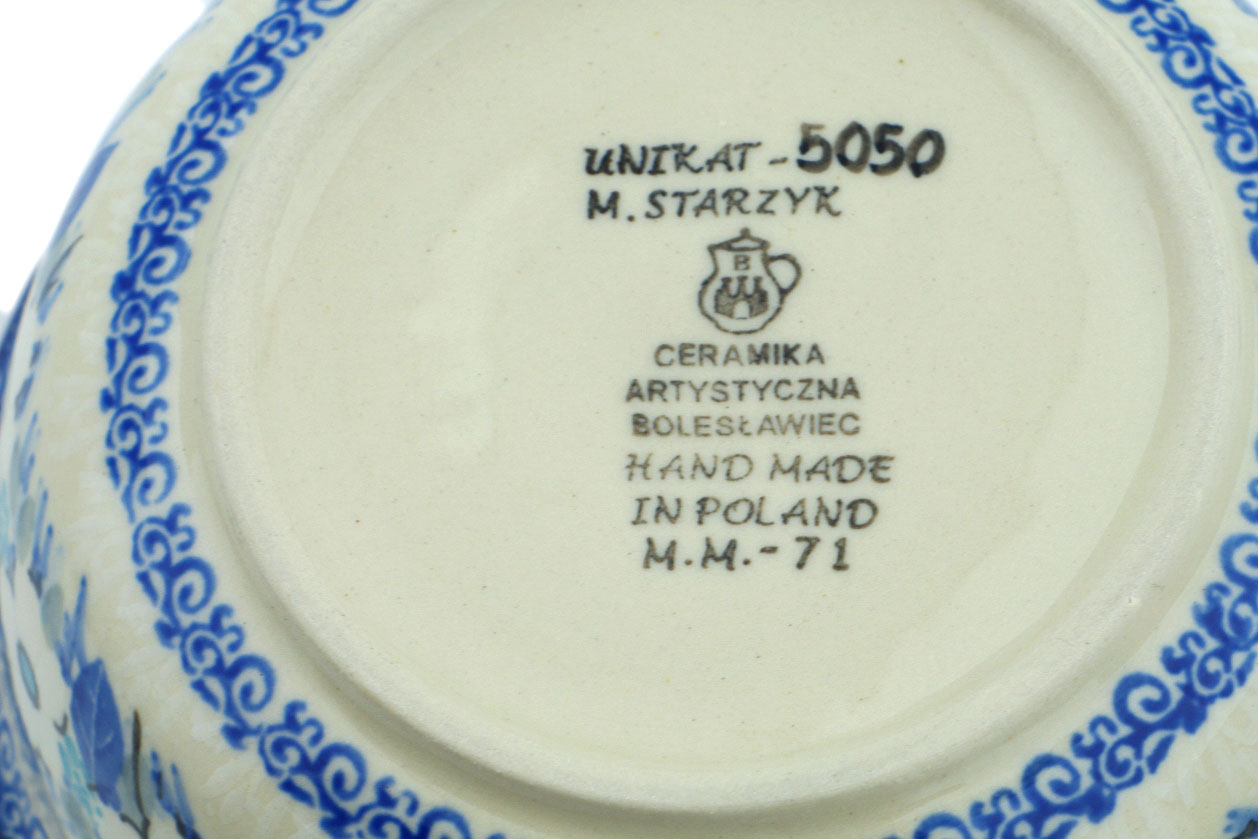 UNIKAT - 5050
M. STARZYK
B
CERAMIKA
ARTYSTYCZNA
BOLESŁAWIEC
HAND MADE
IN POLAND
M.M.-71